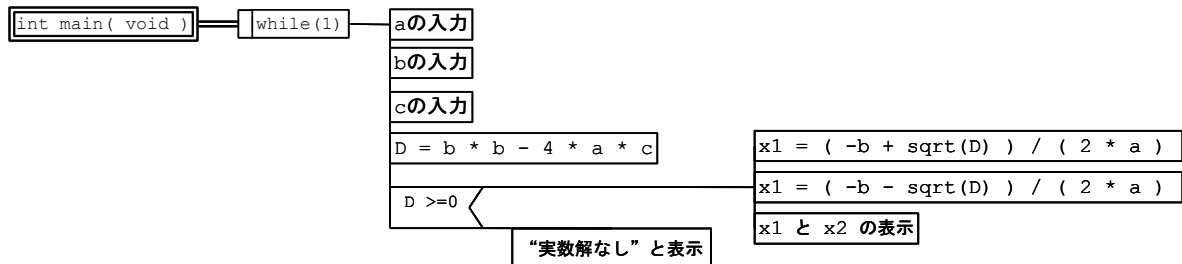 int main( void )
while(1)
aの入力
bの入力
cの入力
D = b * b - 4 * a * c
D >=0
x1 = ( -b + sqrt(D) ) / ( 2 * a )
x1 = ( -b - sqrt(D) ) / ( 2 * a )
x1 と x2 の表示
“実数解なし”と表示